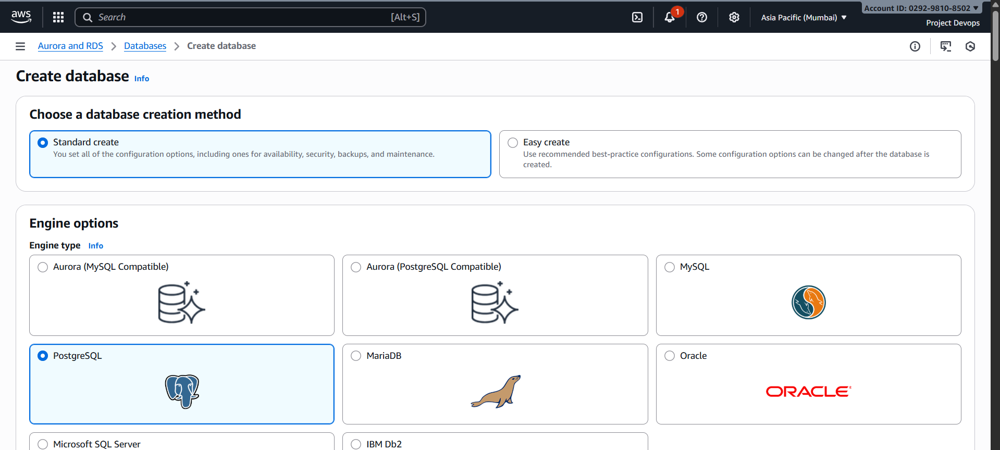 aws
Search
[Alt+S]
1
Asia Pacific (Mumbai)
Account ID: 0292-9810-8502
Project Devops
Aurora and RDS
Databases
Create database
Create database
Info
Choose a database creation method
Standard create
You set all of the configuration options, including ones for availability, security, backups, and maintenance.
Easy create
Use recommended best-practice configurations. Some configuration options can be changed after the database is
created.
Engine options
Engine type
Info
Aurora (MySQL Compatible)
Aurora (PostgreSQL Compatible)
MySQL
PostgreSQL
MariaDB
Oracle
ORACLE
Microsoft SQL Server
IBM Db2